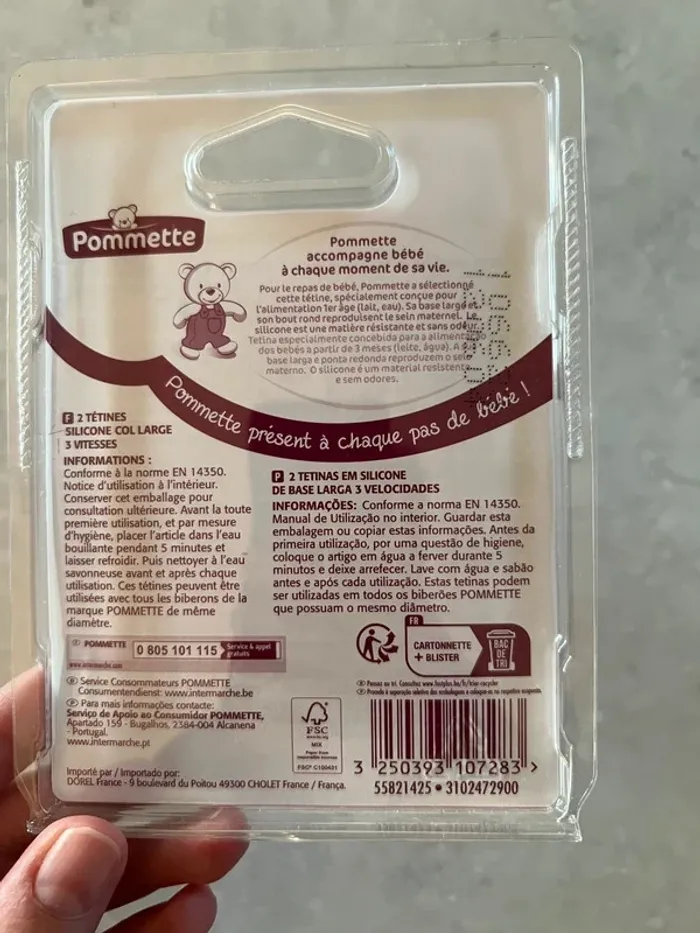 Pommette
Pommette
accompagne bébé
à chaque moment de sa vie.
Pour le repas de bébé, Pommette a sélectionné
cette tétine, spécialement conçue pour
l'alimentation 1er âge (lait, eau). Sa base large et
son bout rond reproduisent le sein maternel. Le
silicone est une matière résistante et sans odeur.
Tetina especialmente concebida para a alimentação
dos bebés a partir de 3 meses (leite, água). A sua
base larga e ponta redonda reproduzem o seio
materno. O silicone é um material resistente
e sem odores.
Pommette présent à chaque pas de bébé !
F 2 TÉTINES
SILICONE COL LARGE
3 VITESSES
INFORMATIONS :
Conforme à la norme EN 14350.
Notice d'utilisation à l'intérieur.
Conserver cet emballage pour
consultation ultérieure. Avant la toute
première utilisation, et par mesure
d'hygiène, placer l'article dans l'eau
bouillante pendant 5 minutes et
laisser refroidir. Puis nettoyer à l'eau
savonneuse avant et après chaque
utilisation. Ces tétines peuvent être
utilisées avec tous les biberons de la
marque POMMETTE de même
diamètre.
P 2 TETINAS EM SILICONE
DE BASE LARGA 3 VELOCIDADES
INFORMAÇÕES: Conforme a norma EN 14350.
Manual de Utilização no interior. Guardar esta
embalagem ou copiar estas informações. Antes da
primeira utilização, por uma questão de higiene,
coloque o artigo em água a ferver durante 5
minutos e deixe arrefecer. Lave com água e sabão
antes e após cada utilização. Estas tetinas podem
ser utilizadas em todos os biberões POMMETTE
que possuam o mesmo diâmetro.
POMMETTE 0 805 101 115 Service & appel
gratuits
www.intermarche.com
Service Consommateurs POMMETTE
Consumentendienst: www.intermarche.be
Para mais informações contacte:
Serviço de Apoio ao Consumidor POMMETTE,
Apartado 159 - Bugalhos, 2384-004 Alcanena
- Portugal.
www.intermarche.pt
Importé par / Importado por:
DOREL France - 9 boulevard du Poitou 49300 CHOLET France / França.
FR
CARTONNETTE
+ BLISTER
BAC
DE
TRI
FSC
MIX
3 250393 107283 >
55821425 • 3102472900